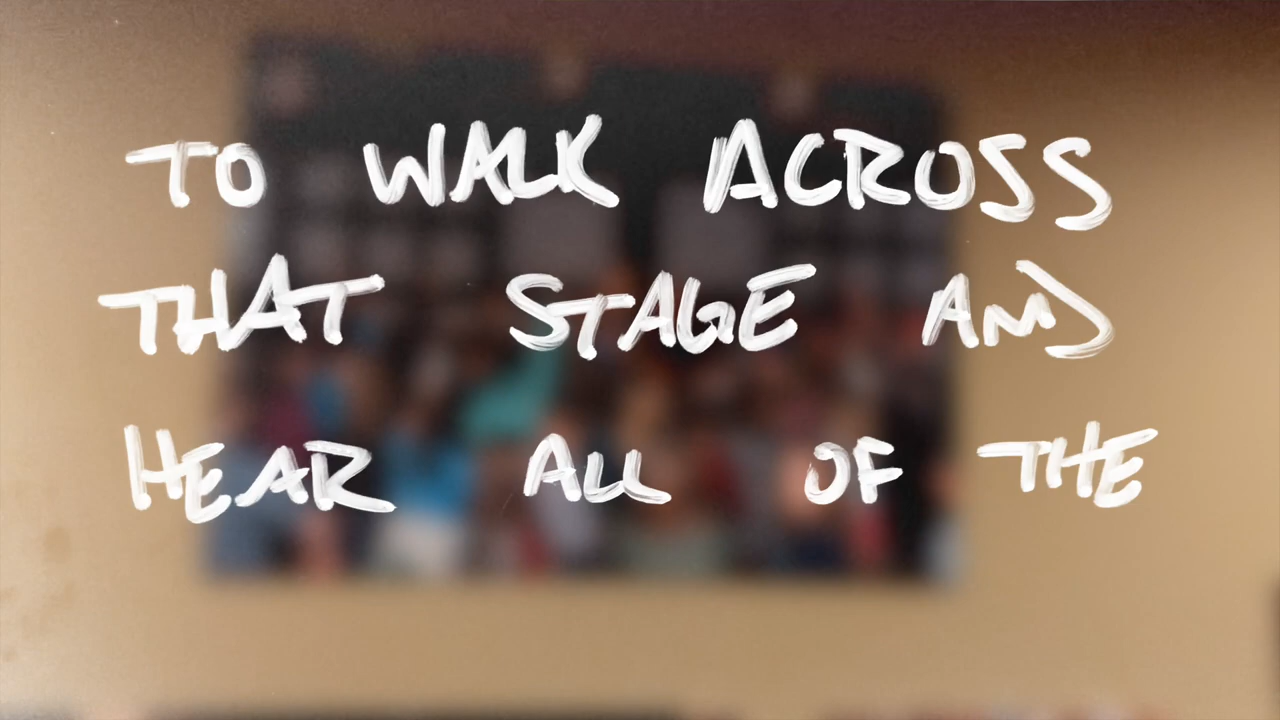 TO WALK ACROSS
THAT STAGE AND
HEAR ALL OF THE